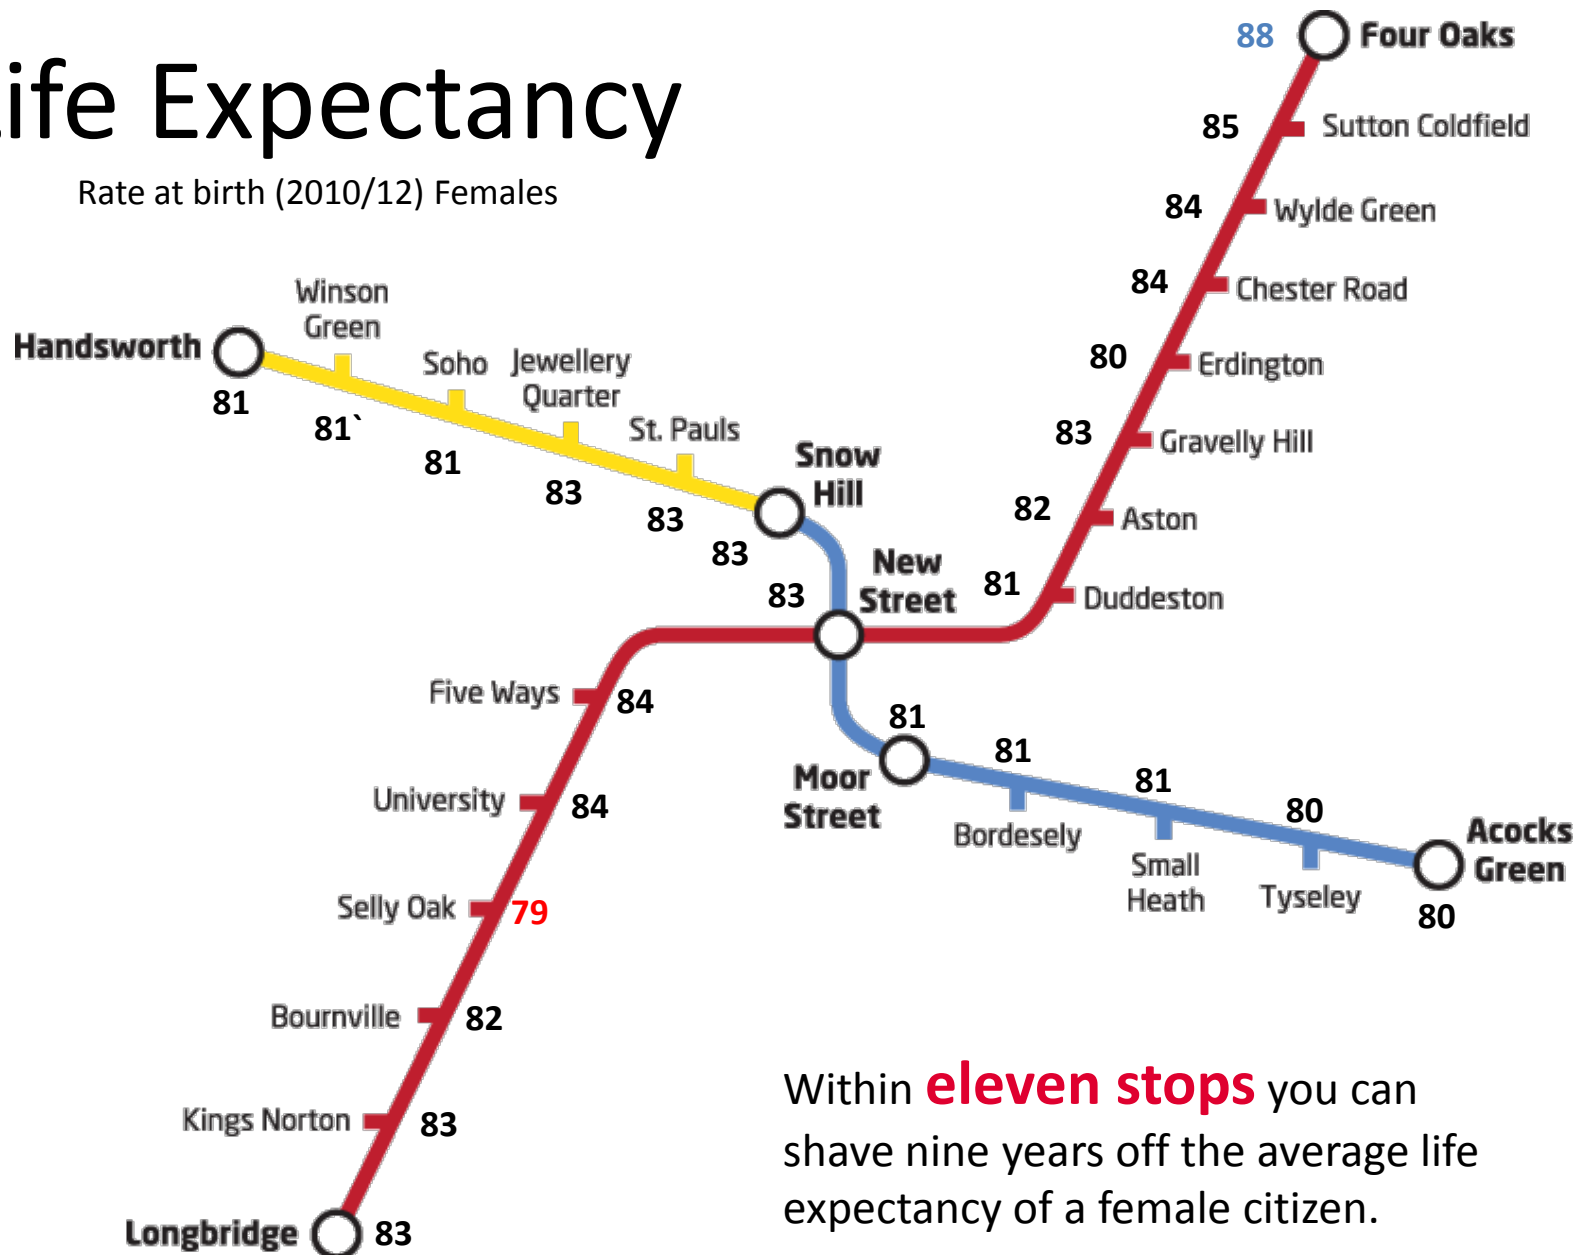 ife Expectancy
Rate at birth (2010/12) Females
88 Four Oaks
85 Sutton Coldfield
84 Wylde Green
84 Chester Road
80 Erdington
83 Gravelly Hill
82 Aston
81 Duddeston
Handsworth
81
Winson
Green
81`
Soho
81
Jewellery
Quarter
83
St. Pauls
83
Snow
Hill
83
New
Street
83
Five Ways 84
University 84
Selly Oak 79
Bournville 82
Kings Norton 83
Longbridge 83
81
Moor
Street
81
Bordesely
81
Small
Heath
80
Tyseley
Acocks
Green
80
Within eleven stops you can
shave nine years off the average life
expectancy of a female citizen.